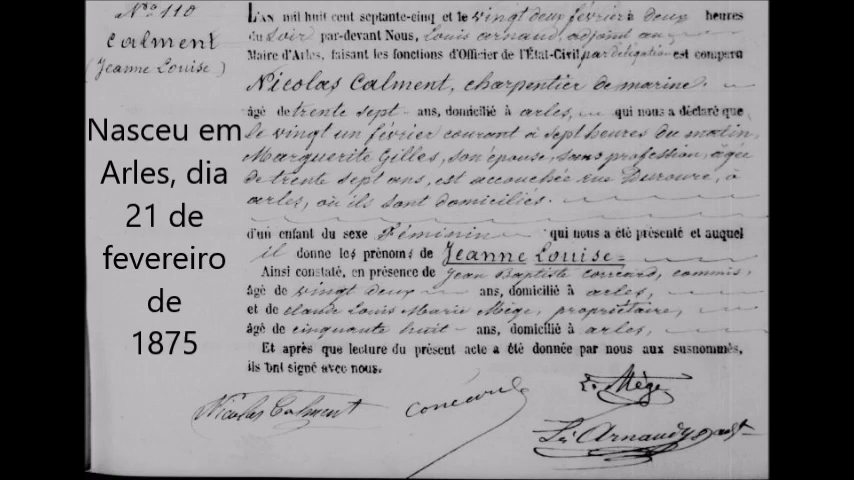 No 110
Calment
(Jeanne Louise)
L'AN mil huit cent septante-cinq et le vingt deux février deux heures
du Soir par-devant Nous, Louis arnaud, adjoint au
Maire d'Arles, faisant les fonctions d'Officier de l'État-Civil par délégation est comparu
Nicolas Calment, charpentier de marine.
âgé de trente sept ans, domicilié à arles, qui nous a déclaré que
le vingt un février courant à sept heures du matin,
Marguerite Gilles, son épouse, sans profession, âgée
de trente sept ans, est accouchée rue Duroure, à
arles, où ils sont domiciliés.
d'un enfant du sexe Féminin qui nous a été présenté et auquel
il donne les prénoms de Jeanne Louise
Ainsi constaté, en présence de Jean Baptiste corréard, commis,
âgé de vingt deux ans, domicilié à arles,
et de claude Louis Marie Mège, propriétaire,
âgé de cinquante huit ans, domicilié à arles,
Et après que lecture du présent acte a été donnée par nous aux susnommés,
ils ont signé avec nous.
Nicolas Calment
L. Mège
Ls Arnaud
Nasceu em
Arles, dia
21 de
fevereiro
de
1875